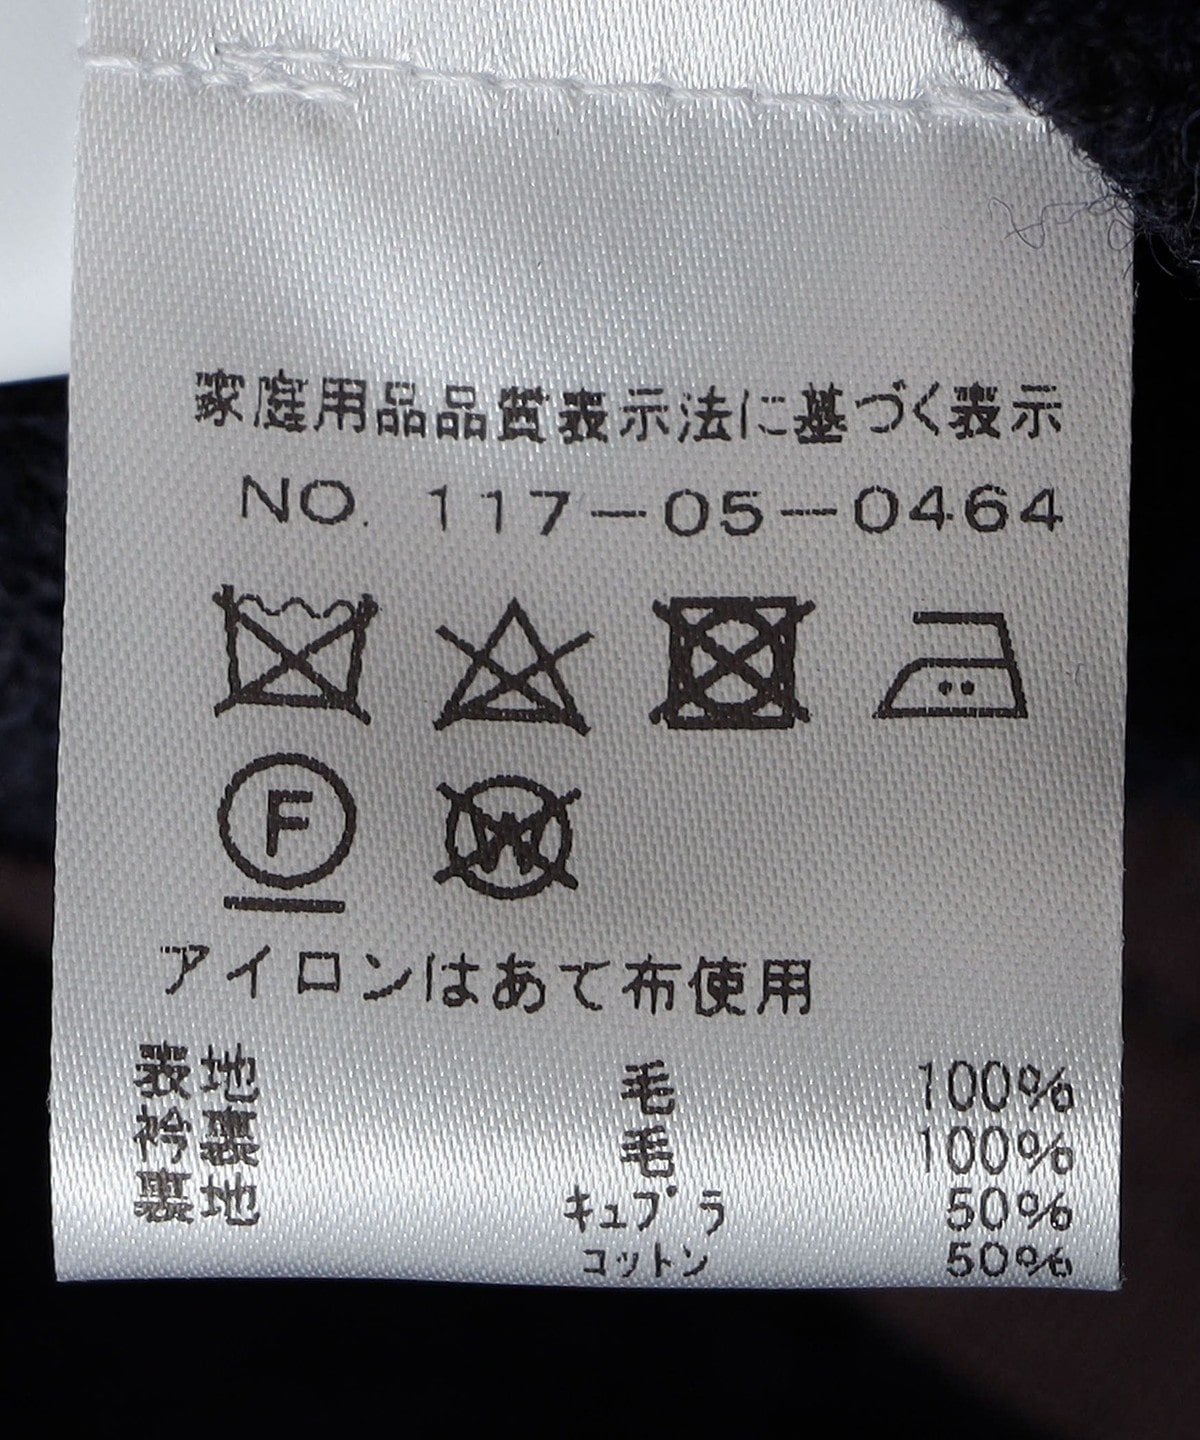 家庭用品品質表示法に基づく表示
NO. 117-05-0464
F W
アイロンはあて布使用
表地 毛 100%
衿裏 毛 100%
裏地 キュプラ 50%
コットン 50%